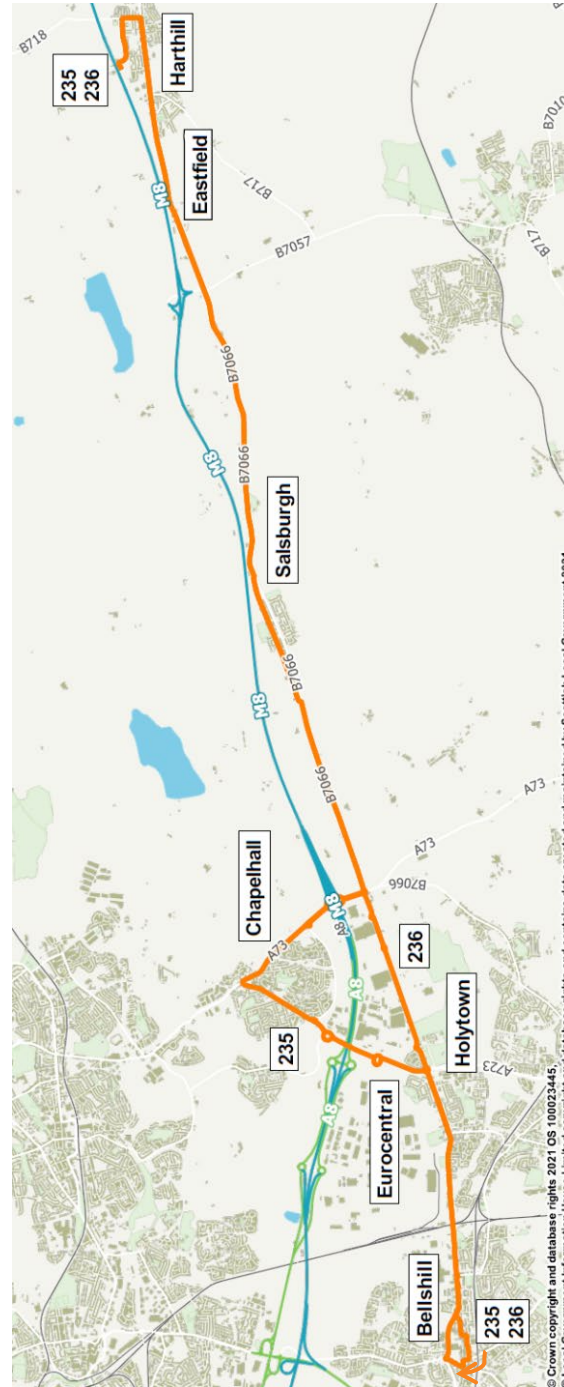 B718
235
236
Harthill
M8
Eastfield
B717
B7057
B717
B7066
M8
B7066
Salsburgh
B7066
M8
B7066
A73
Chapelhall
B7066
M8
A8
A73
236
A8
235
Holytown
A723
Eurocentral
A8
Bellshill
235
236
© Crown copyright and database rights 2021 OS 100023445.